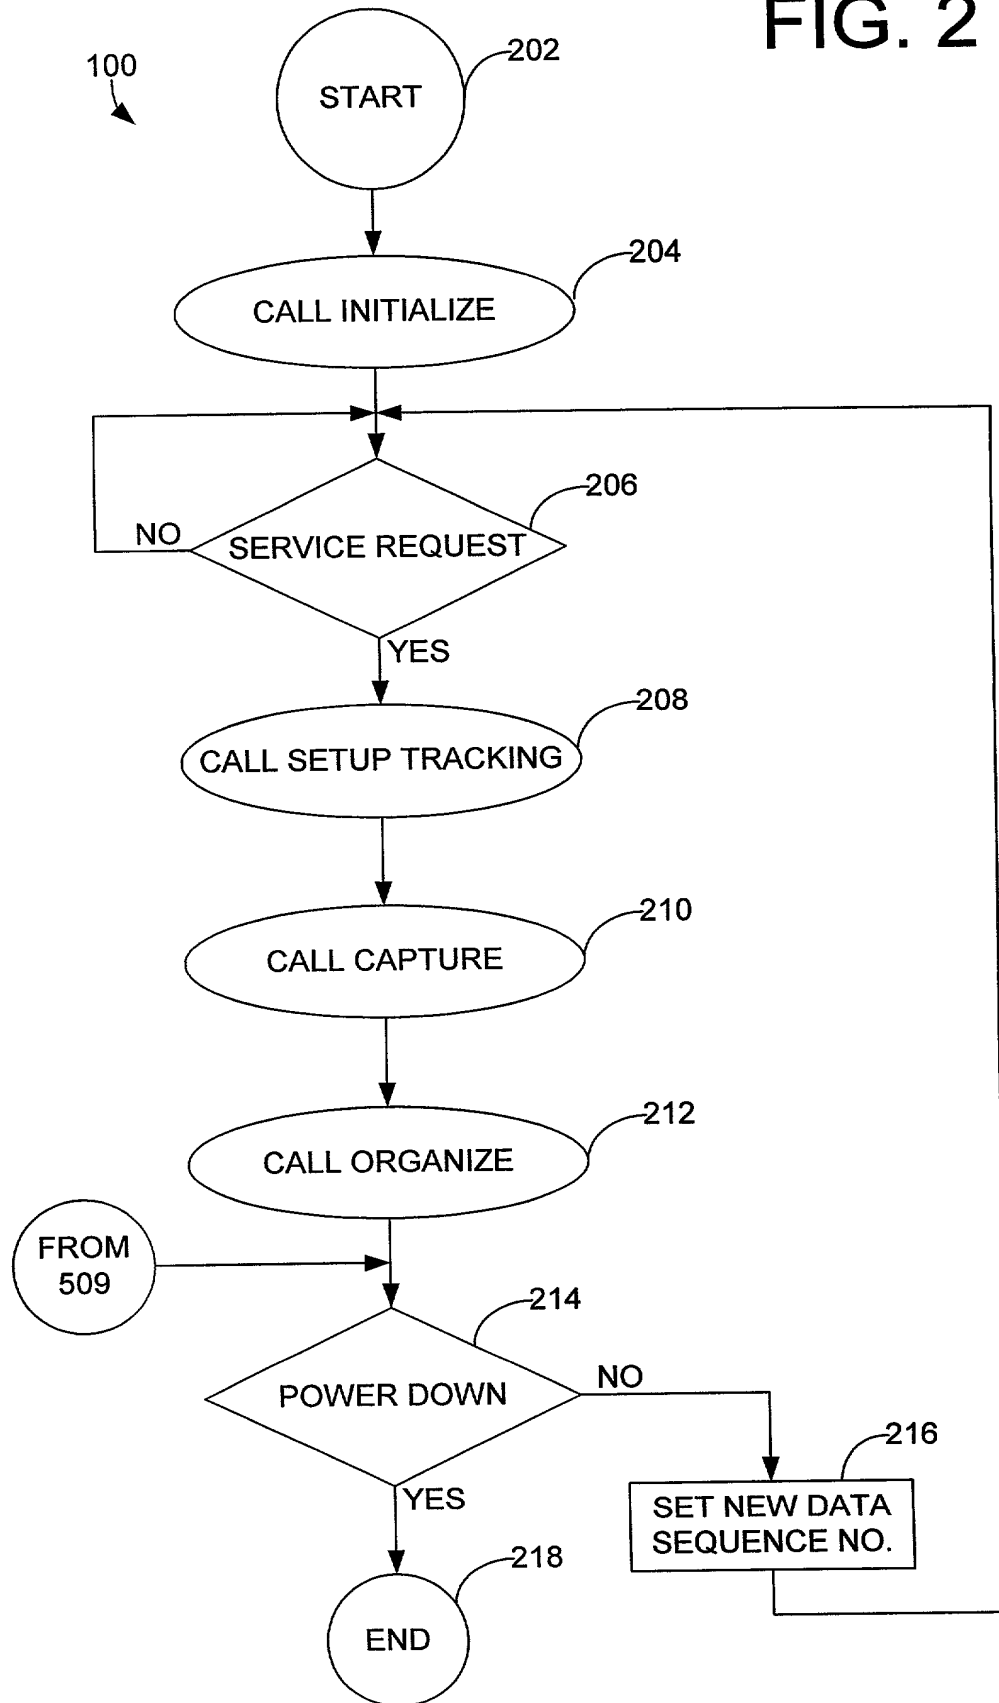 FIG. 2
202
100
START
204
CALL INITIALIZE
206
NO
SERVICE REQUEST
YES
208
CALL SETUP TRACKING
210
CALL CAPTURE
212
CALL ORGANIZE
FROM
509
214
NO
POWER DOWN
216
YES
SET NEW DATA
SEQUENCE NO.
218
END